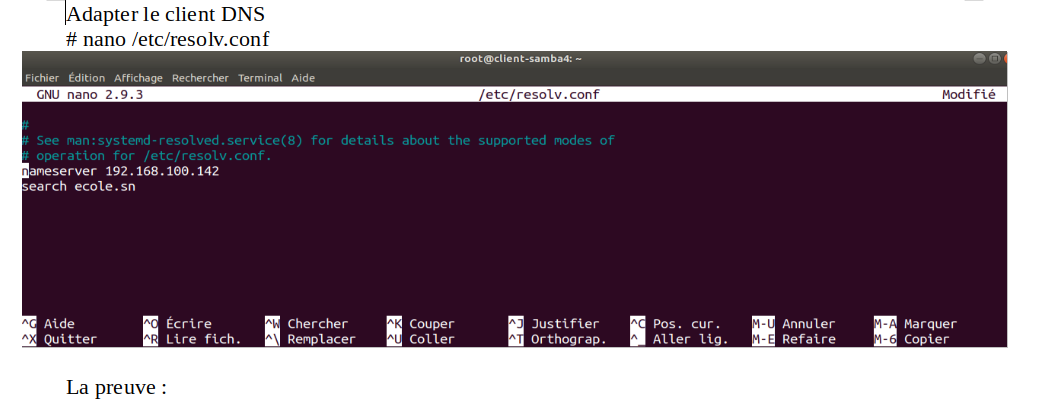 Adapter le client DNS
# nano /etc/resolv.conf
root@client-samba4: ~
Fichier Édition Affichage Rechercher Terminal Aide
GNU nano 2.9.3 /etc/resolv.conf Modifié
#
# See man:systemd-resolved.service(8) for details about the supported modes of
# operation for /etc/resolv.conf.
nameserver 192.168.100.142
search ecole.sn
^G Aide ^O Écrire ^W Chercher ^K Couper ^J Justifier ^C Pos. cur. M-U Annuler M-A Marquer
^X Quitter ^R Lire fich. ^\ Remplacer ^U Coller ^T Orthograp. ^_ Aller lig. M-E Refaire M-6 Copier
La preuve :